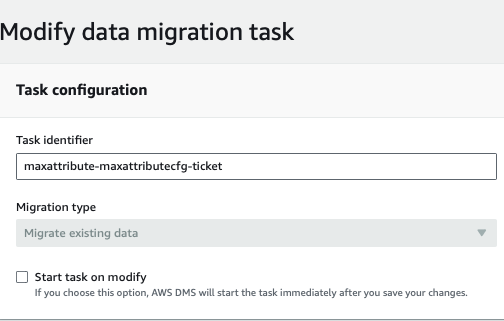 Modify data migration task
Task configuration
Task identifier
maxattribute-maxattributecfg-ticket
Migration type
Migrate existing data
Start task on modify
If you choose this option, AWS DMS will start the task immediately after you save your changes.